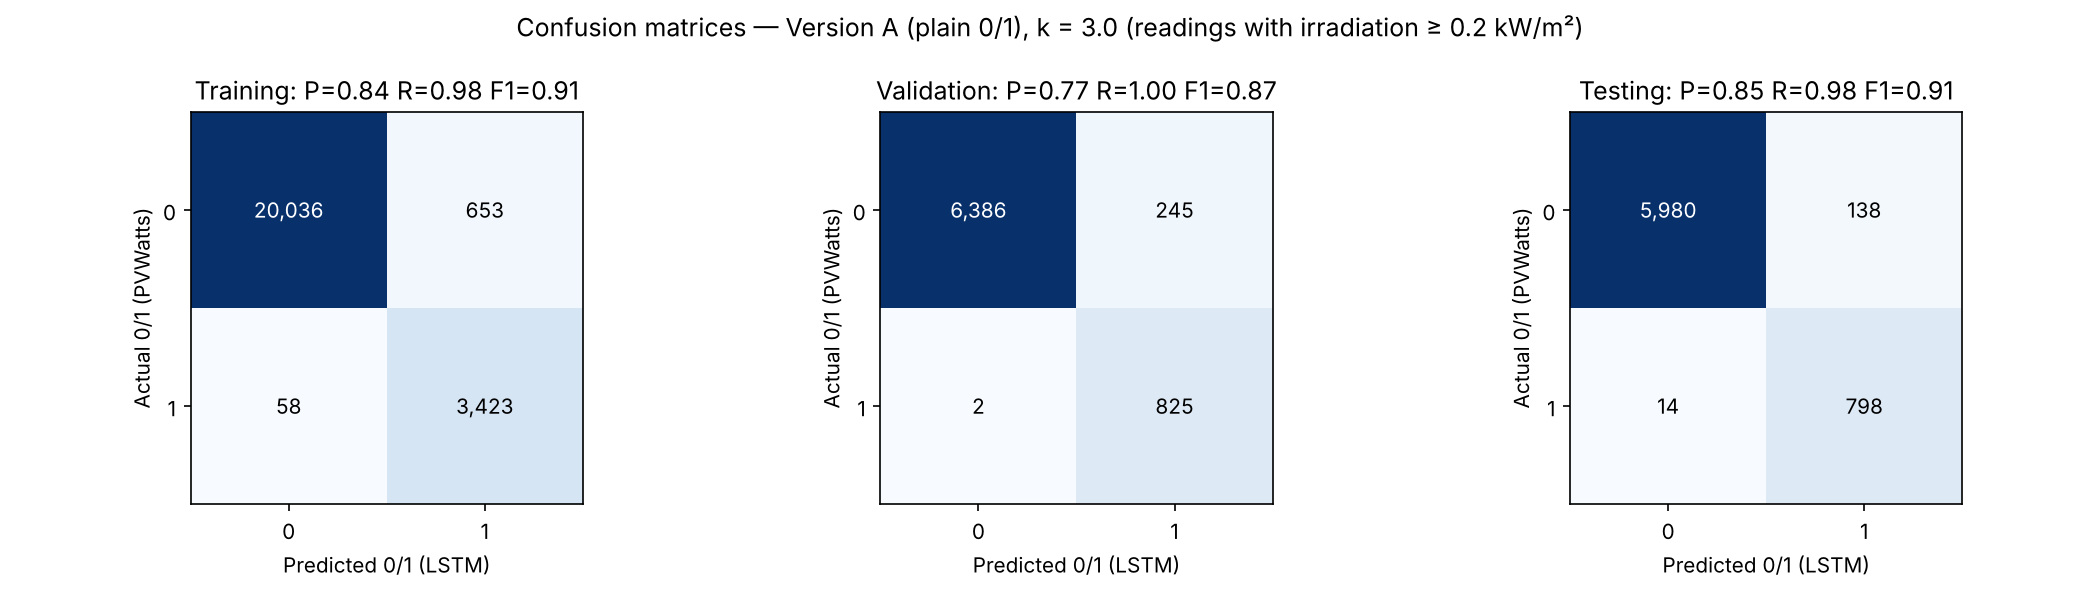 Confusion matrices — Version A (plain 0/1), k = 3.0 (readings with irradiation ≥ 0.2 kW/m²)
Training: P=0.84 R=0.98 F1=0.91
Actual 0/1 (PVWatts)
0
20,036
653
1
58
3,423
0
1
Predicted 0/1 (LSTM)
Validation: P=0.77 R=1.00 F1=0.87
Actual 0/1 (PVWatts)
0
6,386
245
1
2
825
0
1
Predicted 0/1 (LSTM)
Testing: P=0.85 R=0.98 F1=0.91
Actual 0/1 (PVWatts)
0
5,980
138
1
14
798
0
1
Predicted 0/1 (LSTM)